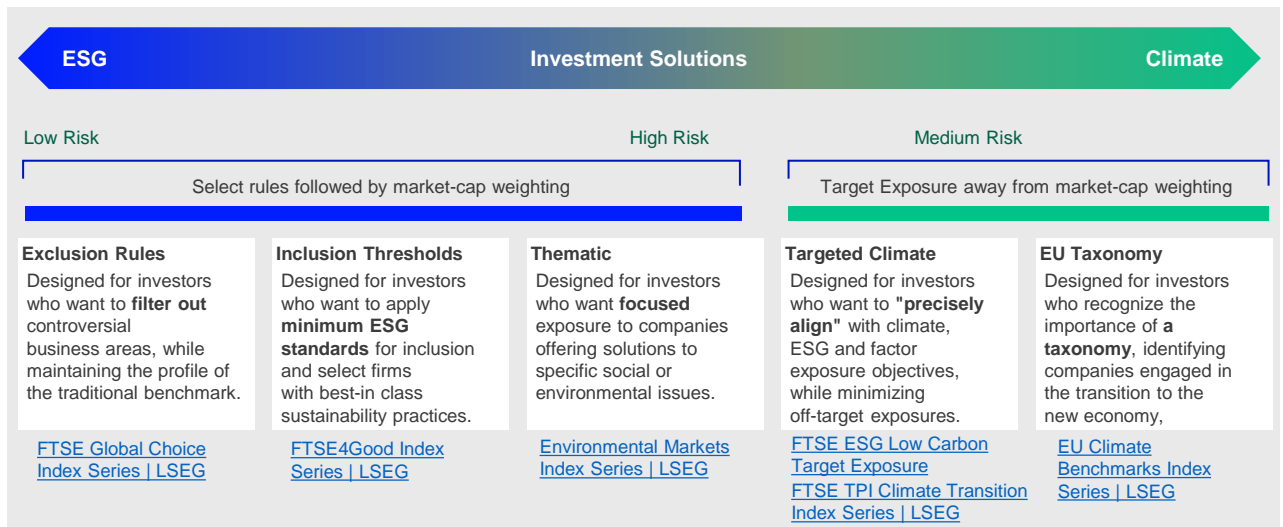 ESG
Investment Solutions
Climate
Low Risk
High Risk
Medium Risk
Select rules followed by market-cap weighting
Target Exposure away from market-cap weighting
Exclusion Rules
Designed for investors
who want to filter out
controversial
business areas, while
maintaining the profile of
the traditional benchmark.
FTSE Global Choice
Index Series | LSEG
Inclusion Thresholds
Designed for investors
who want to apply
minimum ESG
standards for inclusion
and select firms
with best-in class
sustainability practices.
FTSE4Good Index
Series | LSEG
Thematic
Designed for investors
who want focused
exposure to companies
offering solutions to
specific social or
environmental issues.
Environmental Markets
Index Series | LSEG
Targeted Climate
Designed for investors
who want to "precisely
align" with climate,
ESG and factor
exposure objectives,
while minimizing
off-target exposures.
FTSE ESG Low Carbon
Target Exposure
FTSE TPI Climate Transition
Index Series | LSEG
EU Taxonomy
Designed for investors
who recognize the
importance of a
taxonomy, identifying
companies engaged in
the transition to the
new economy,
EU Climate
Benchmarks Index
Series | LSEG